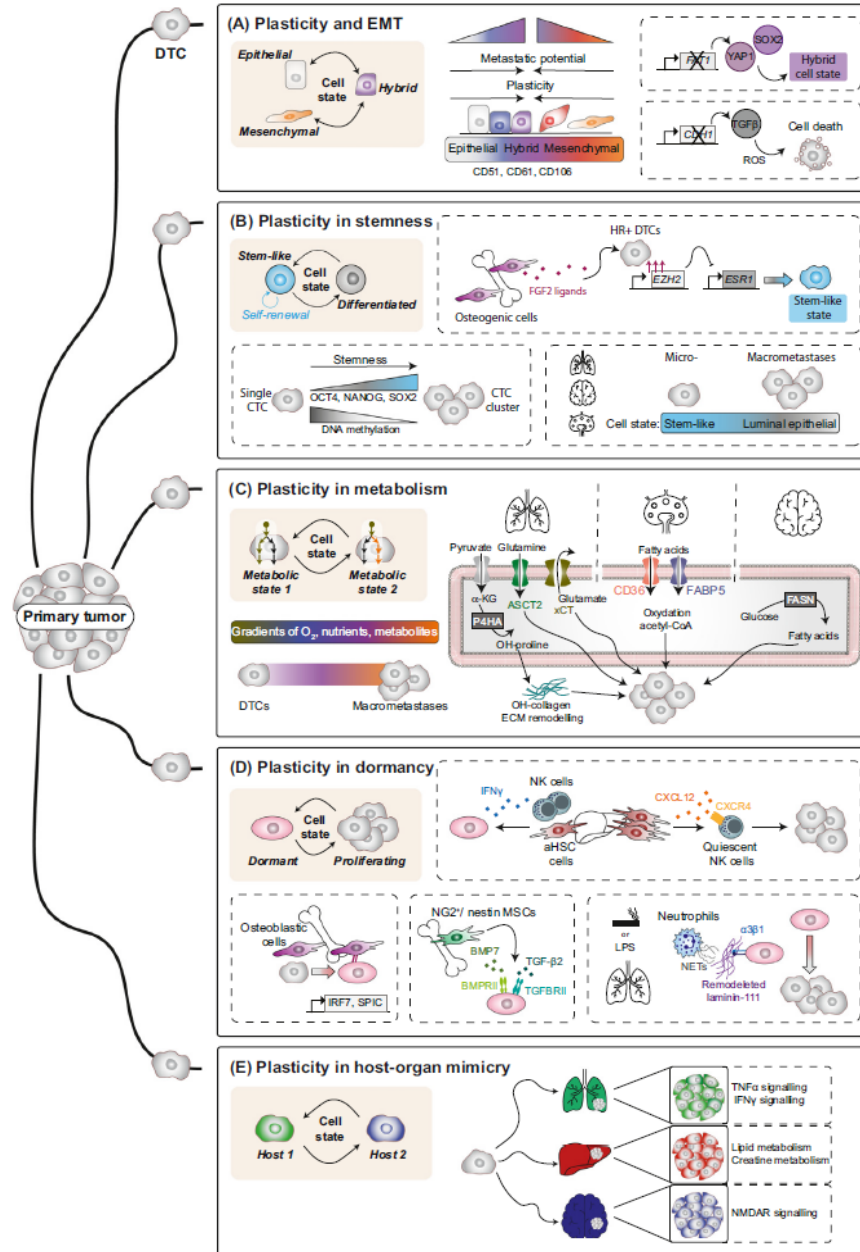 DTC
(A) Plasticity and EMT
Epithelial
Cell
state
Hybrid
Mesenchymal
Metastatic potential
Plasticity
Epithelial Hybrid Mesenchymal
CD51, CD61, CD106
FAT1
YAP1
SOX2
Hybrid
cell state
CDH1
TGFβ
ROS
Cell death
(B) Plasticity in stemness
Stem-like
Cell
state
Self-renewal
Differentiated
HR+ DTCs
FGF2 ligands
Osteogenic cells
EZH2
ESR1
Stem-like
state
Stemness
Single
CTC
OCT4, NANOG, SOX2
CTC
cluster
DNA methylation
Micro-
Macrometastases
Cell state:
Stem-like
Luminal epithelial
(C) Plasticity in metabolism
Cell
state
Metabolic
state 1
Metabolic
state 2
Gradients of O2, nutrients, metabolites
DTCs
Macrometastases
Pyruvate
Glutamine
α-KG
ASCT2
Glutamate
xCT
P4HA
OH-proline
OH-collagen
ECM remodelling
Fatty acids
CD36
FABP5
Oxydation
acetyl-CoA
FASN
Glucose
Fatty acids
Primary tumor
(D) Plasticity in dormancy
Cell
state
Dormant
Proliferating
IFNγ
NK cells
aHSC
cells
CXCL12
CXCR4
Quiescent
NK cells
Osteoblastic
cells
IRF7, SPIC
NG2+/ nestin MSCs
BMP7
TGF-β2
BMPRII
TGFBRII
or
LPS
Neutrophils
NETs
α3β1
Remodeled
laminin-111
(E) Plasticity in host-organ mimicry
Cell
state
Host 1
Host 2
TNFα signalling
IFNγ signalling
Lipid metabolism
Creatine metabolism
NMDAR signalling